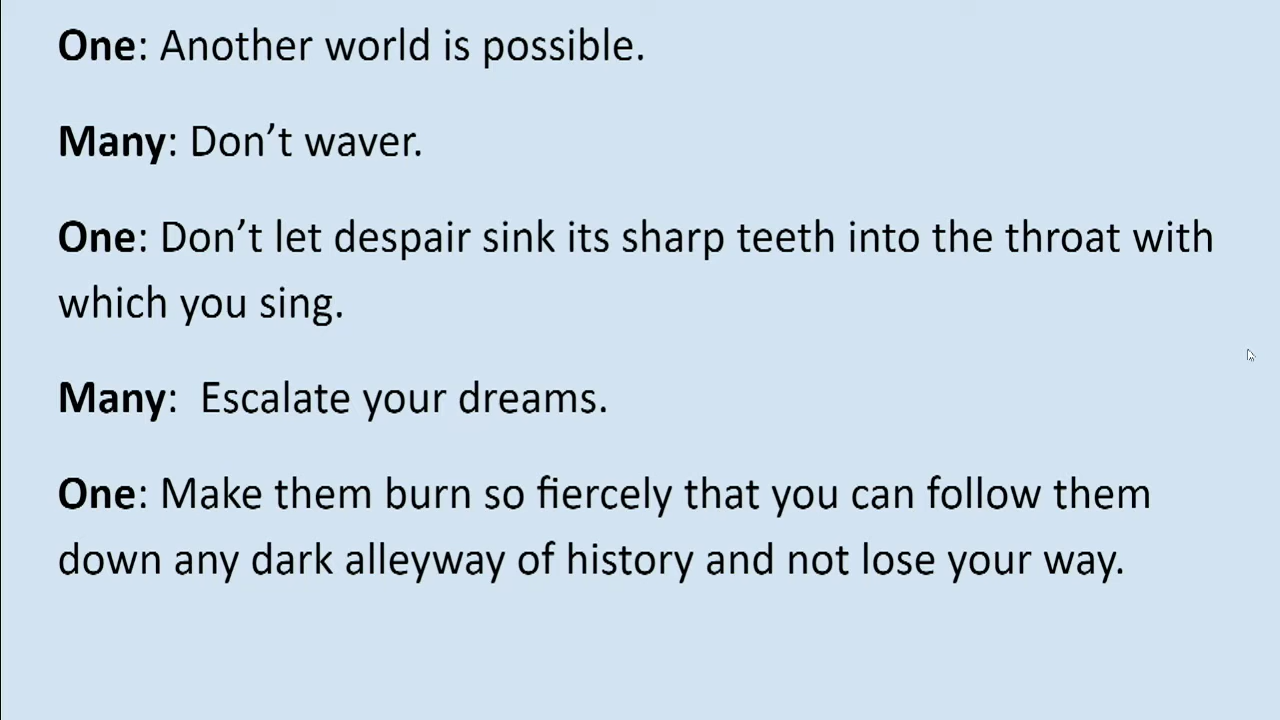 One: Another world is possible.
Many: Don’t waver.
One: Don’t let despair sink its sharp teeth into the throat with
which you sing.
Many:  Escalate your dreams.
One: Make them burn so fiercely that you can follow them
down any dark alleyway of history and not lose your way.